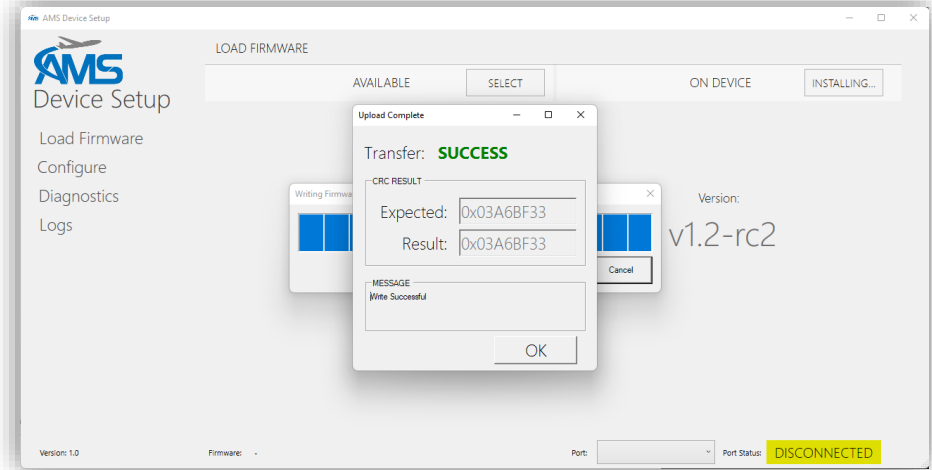 AMS Device Setup
AMS
Device Setup
Load Firmware
Configure
Diagnostics
Logs
LOAD FIRMWARE
AVAILABLE SELECT
ON DEVICE INSTALLING...
Upload Complete
Transfer: SUCCESS
CRC RESULT
Expected: 0x03A6BF33
Result: 0x03A6BF33
MESSAGE
Write Successful
OK
Writing Firmwa
Cancel
Version:
v1.2-rc2
Version: 1.0 Firmware: - Port: Port Status: DISCONNECTED